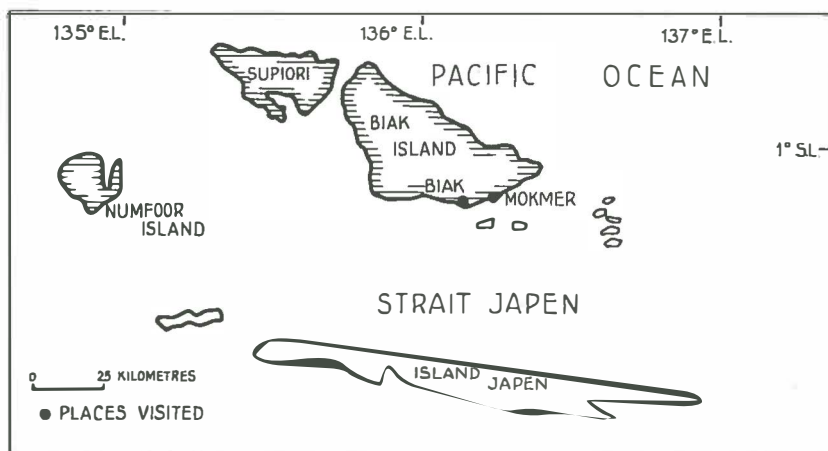 135° E.L.
136° E.L.
137° E.L.
SUPIORI
PACIFIC OCEAN
BIAK
ISLAND
1° S.L.
BIAK
MOKMER
NUMFOOR
ISLAND
STRAIT JAPEN
ISLAND JAPEN
0 25 KILOMETRES
PLACES VISITED